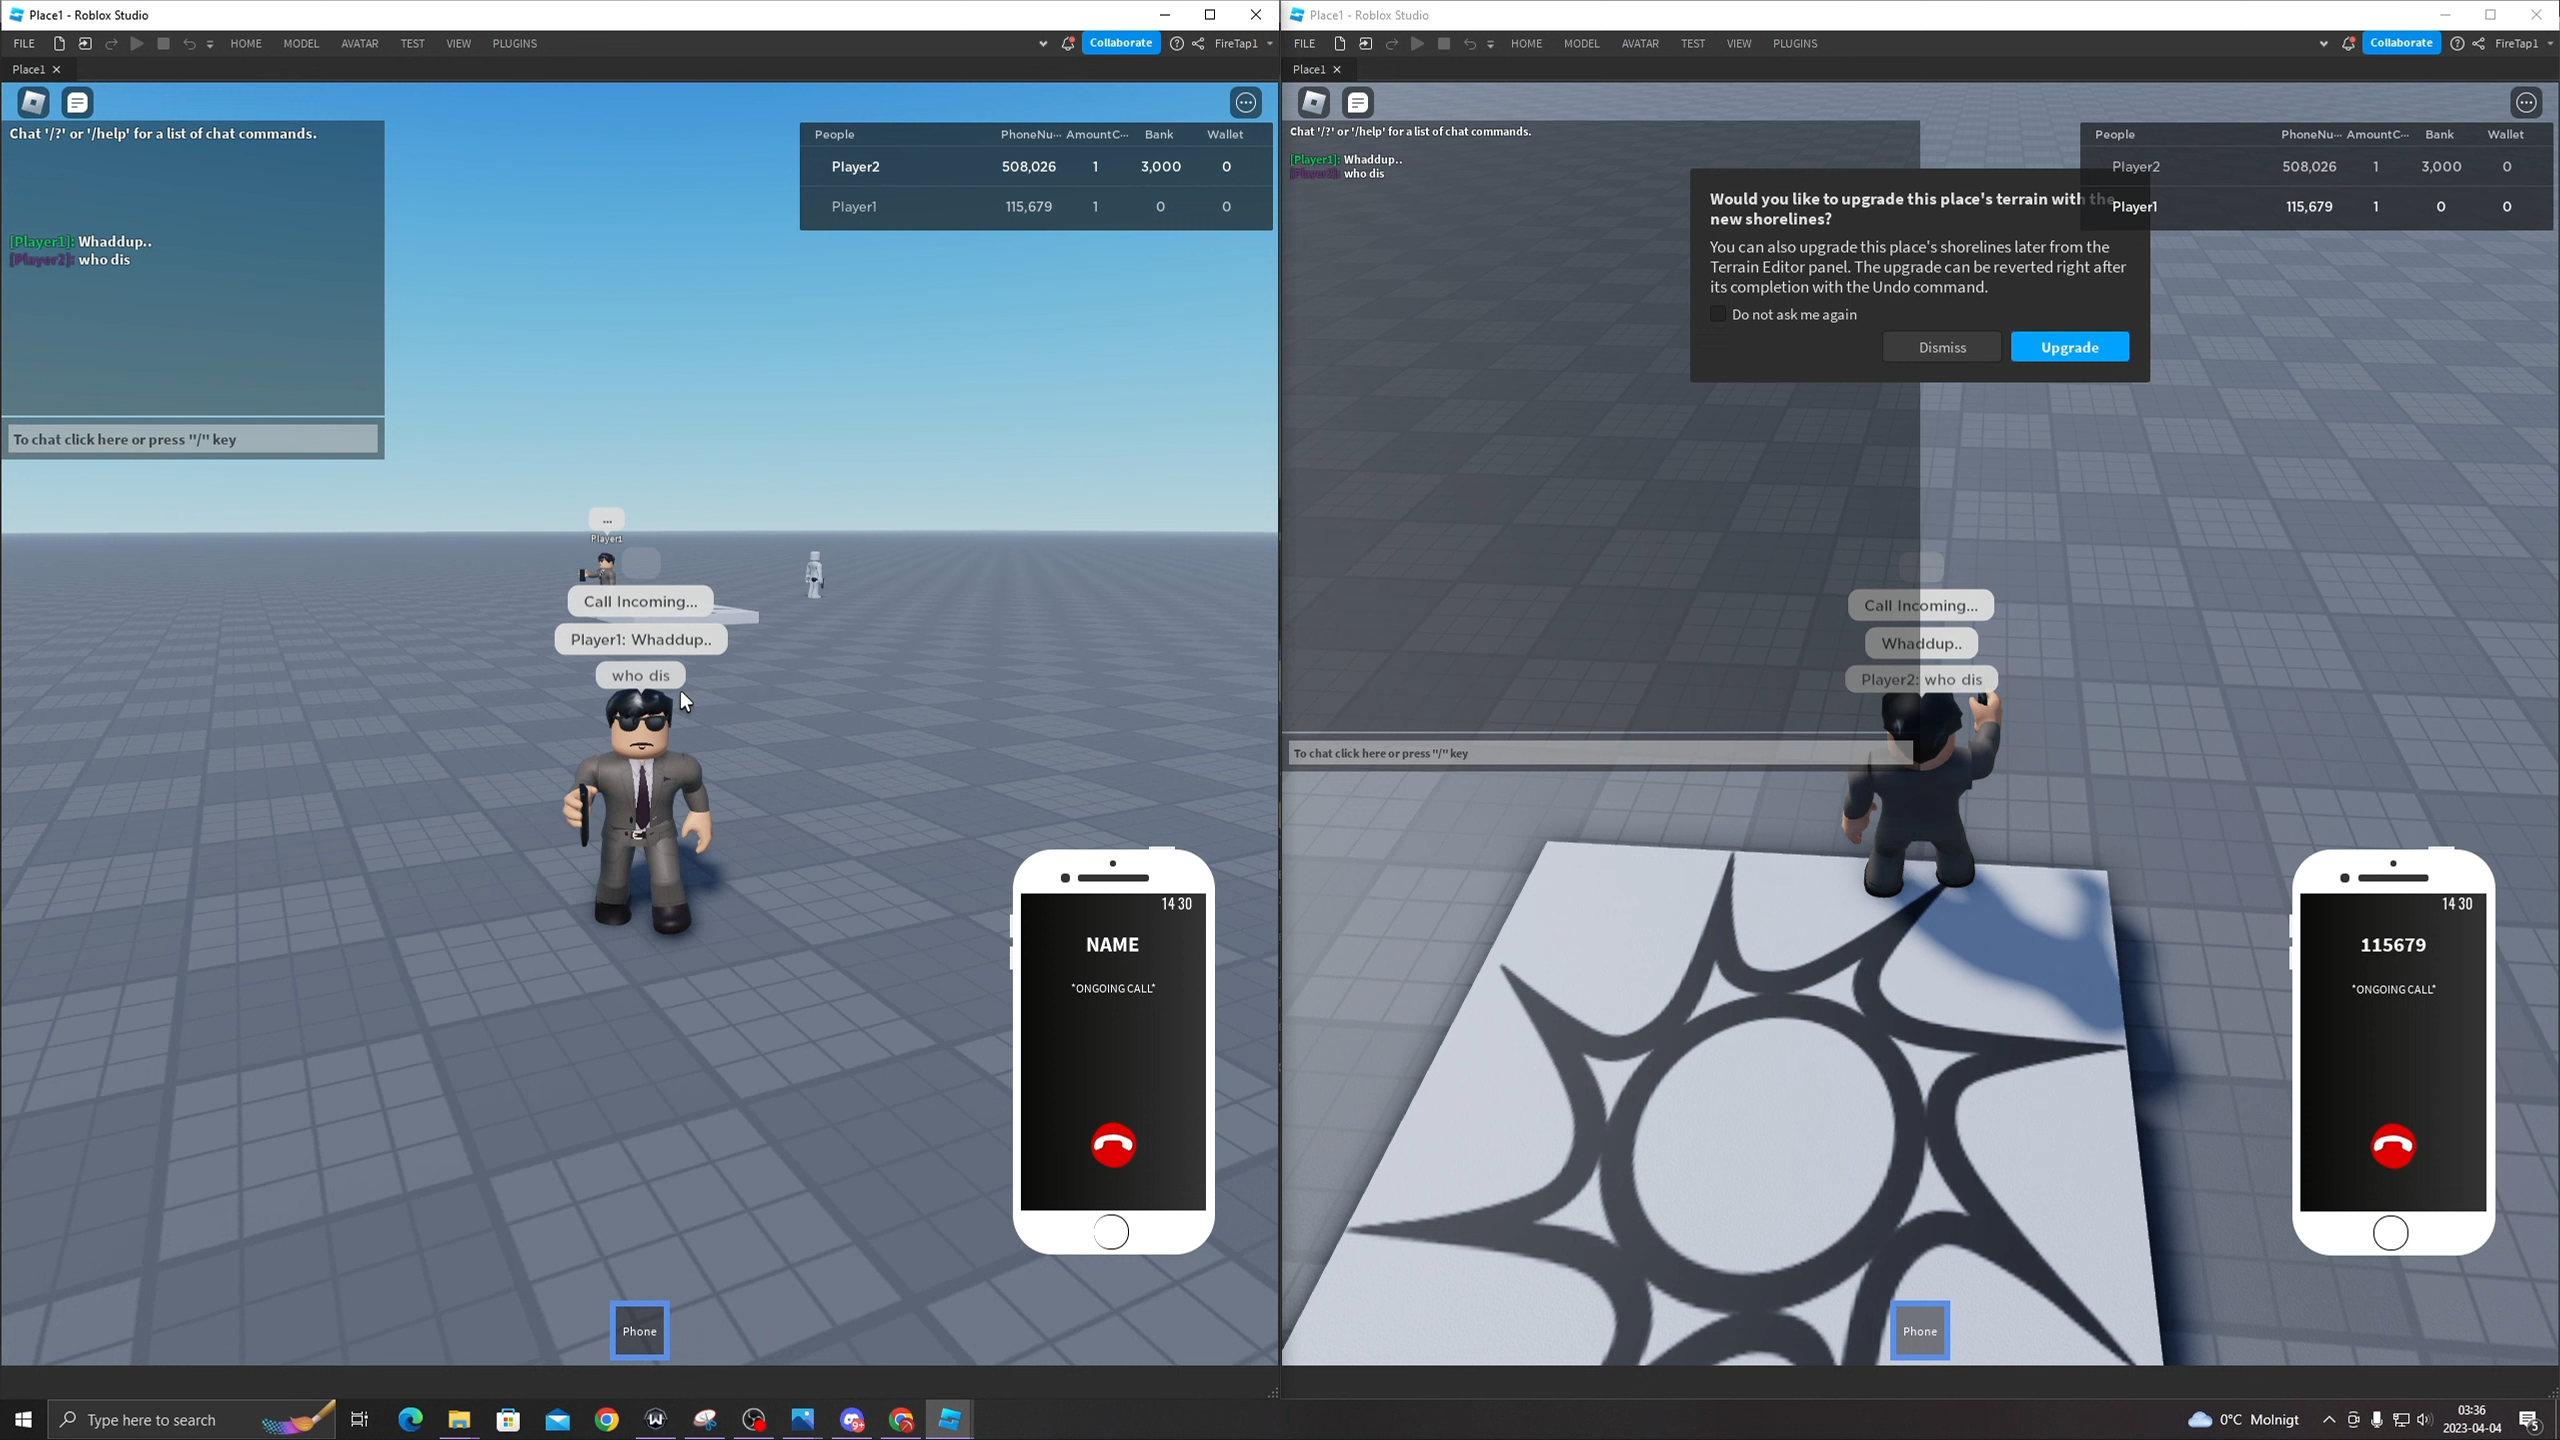 Place1 - Roblox Studio
FILE HOME MODEL AVATAR TEST VIEW PLUGINS Collaborate FireTap1
Place1
Chat '/?' or '/help' for a list of chat commands.
[Player1]: Whaddup..
[Player2]: who dis
To chat click here or press "/" key
People PhoneNu... AmountC... Bank Wallet
Player2 508,026 1 3,000 0
Player1 115,679 1 0 0
...
Player1
Call Incoming...
Player1: Whaddup..
who dis
14 30
NAME
*ONGOING CALL*
Phone
Place1 - Roblox Studio
FILE HOME MODEL AVATAR TEST VIEW PLUGINS Collaborate FireTap1
Place1
Chat '/?' or '/help' for a list of chat commands.
[Player1]: Whaddup..
[Player2]: who dis
People PhoneNu... AmountC... Bank Wallet
Player2 508,026 1 3,000 0
Player1 115,679 1 0 0
Would you like to upgrade this place's terrain with the
new shorelines?
You can also upgrade this place's shorelines later from the
Terrain Editor panel. The upgrade can be reverted right after
its completion with the Undo command.
Do not ask me again
Dismiss Upgrade
Call Incoming...
Whaddup..
Player2: who dis
To chat click here or press "/" key
14 30
115679
*ONGOING CALL*
Phone
Type here to search
9+
0°C Molnigt
03:36
2023-04-04
5